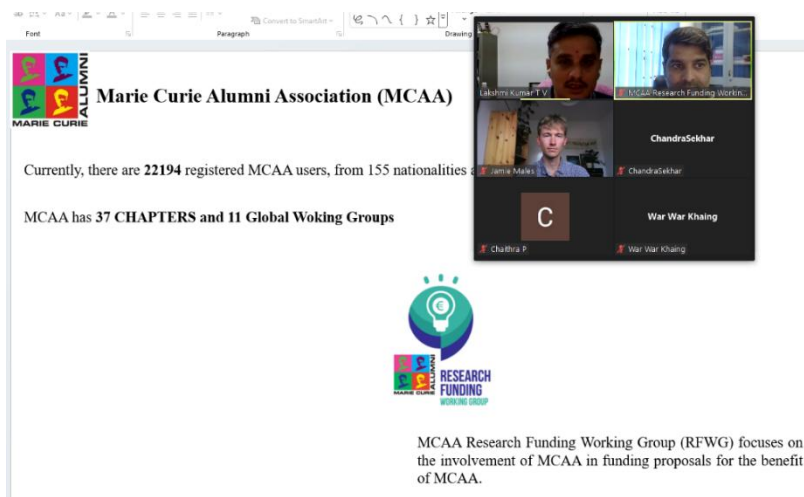 Convert to SmartArt
Font
Paragraph
Drawing
MARIE CURIE
ALUMNI
Marie Curie Alumni Association (MCAA)
Currently, there are 22194 registered MCAA users, from 155 nationalities
MCAA has 37 CHAPTERS and 11 Global Woking Groups
Lakshmi Kumar T V
MCAA Research Funding Workin...
Jamie Males
ChandraSekhar
ChandraSekhar
C
Chaithra P
War War Khaing
War War Khaing
MARIE CURIE
ALUMNI
RESEARCH
FUNDING
WORKING GROUP
MCAA Research Funding Working Group (RFWG) focuses on
the involvement of MCAA in funding proposals for the benefit
of MCAA.